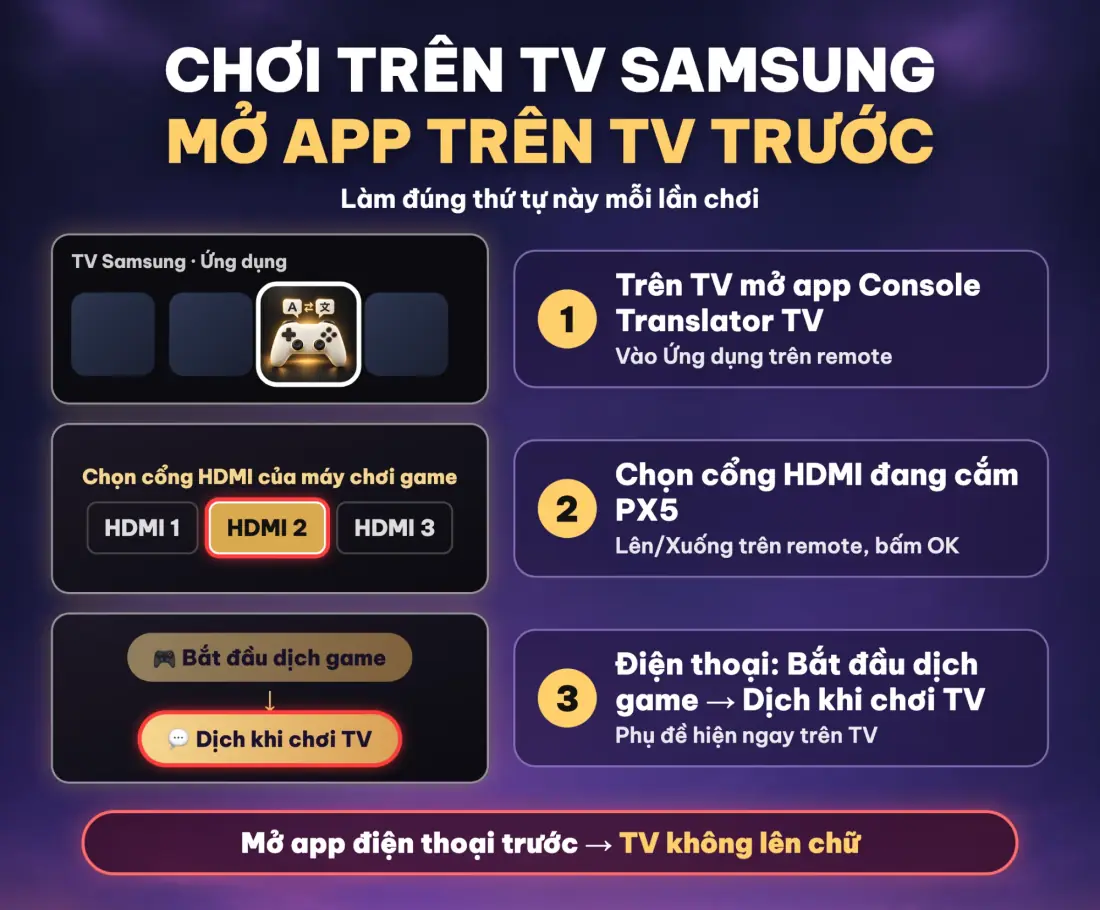 CHƠI TRÊN TV SAMSUNG
MỞ APP TRÊN TV TRƯỚC
Làm đúng thứ tự này mỗi lần chơi
TV Samsung · Ứng dụng
A ⇄ 文
1
Trên TV mở app Console
Translator TV
Vào Ứng dụng trên remote
Chọn cổng HDMI của máy chơi game
HDMI 1
HDMI 2
HDMI 3
2
Chọn cổng HDMI đang cắm
PX5
Lên/Xuống trên remote, bấm OK
🎮 Bắt đầu dịch game
↓
💬 Dịch khi chơi TV
3
Điện thoại: Bắt đầu dịch
game → Dịch khi chơi TV
Phụ đề hiện ngay trên TV
Mở app điện thoại trước → TV không lên chữ